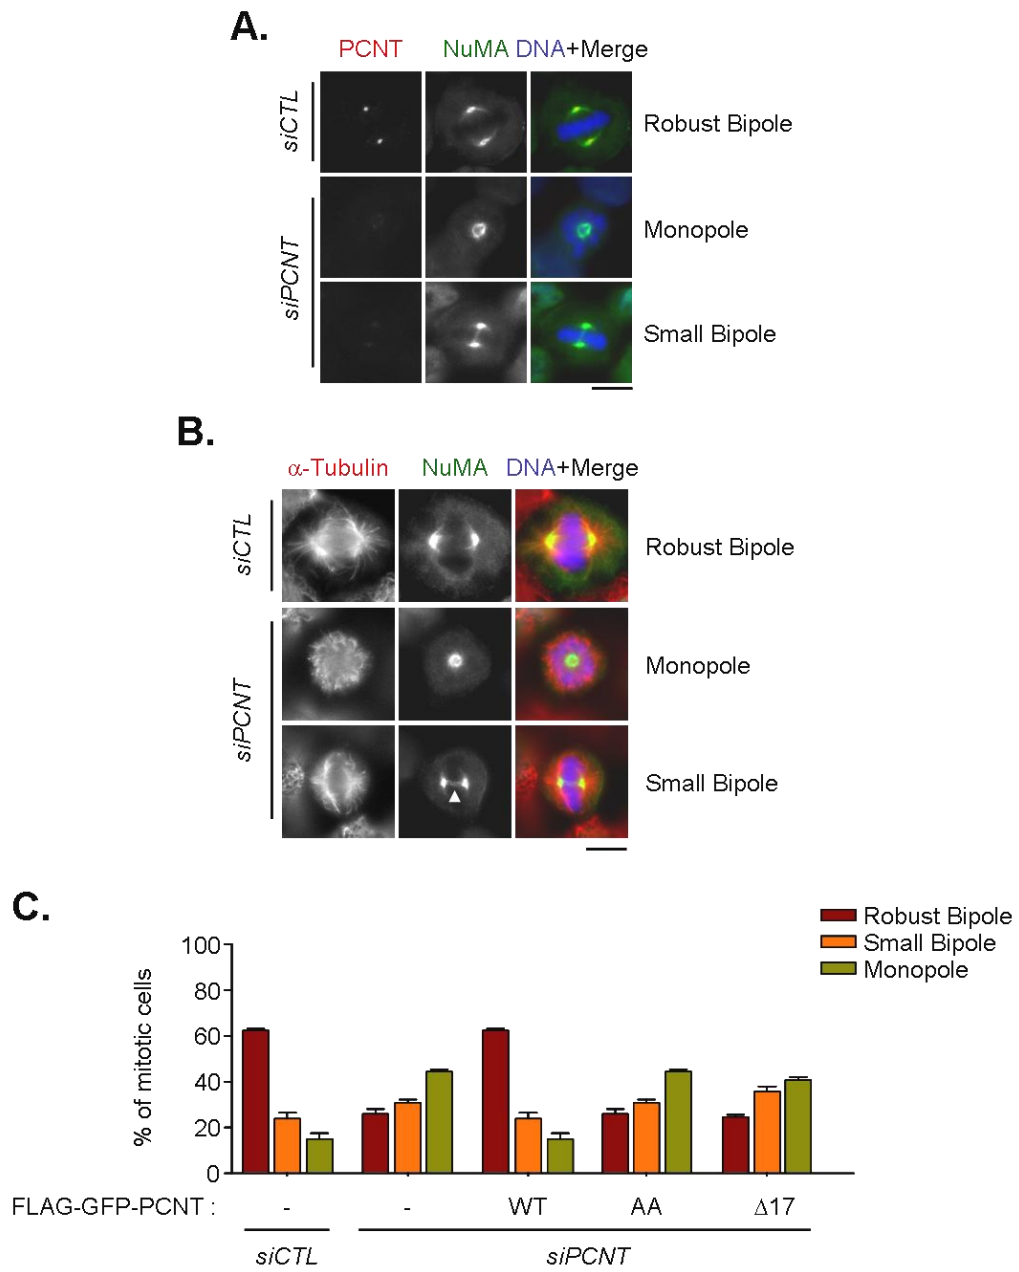 A.
PCNT NuMA DNA+Merge
siCTL
Robust Bipole
siPCNT
Monopole
Small Bipole
B.
α-Tubulin NuMA DNA+Merge
siCTL
Robust Bipole
siPCNT
Monopole
Small Bipole
C.
Robust Bipole
Small Bipole
Monopole
% of mitotic cells
100
80
60
40
20
0
FLAG-GFP-PCNT : - - WT AA Δ17
siCTL siPCNT